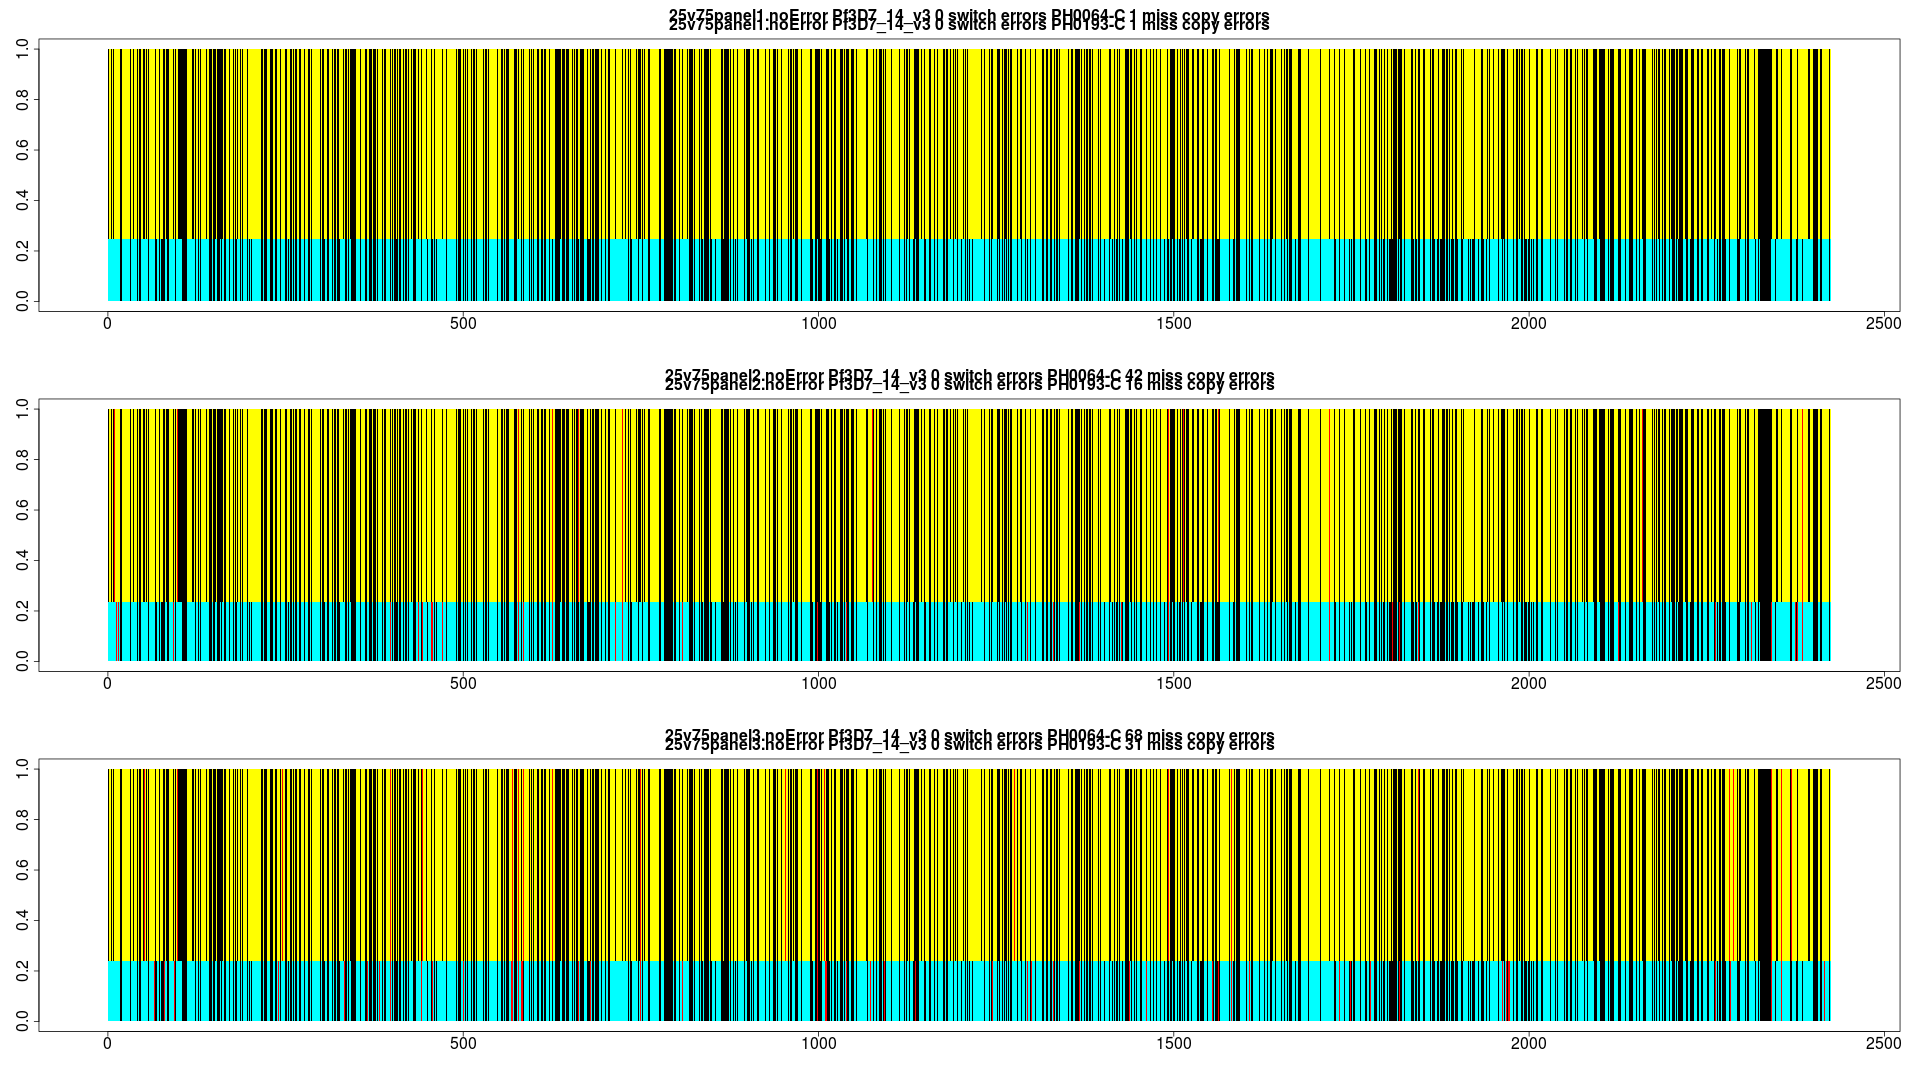 25v75panel1.noError Pf3D7_14_v3 0 switch errors PH0064-C 1 miss copy errors
25v75panel1.noError Pf3D7_14_v3 0 switch errors PH0193-C 1 miss copy errors
1.0
0.8
0.6
0.4
0.2
0.0
0 500 1000 1500 2000 2500
25v75panel2.noError Pf3D7_14_v3 0 switch errors PH0064-C 42 miss copy errors
25v75panel2.noError Pf3D7_14_v3 0 switch errors PH0193-C 16 miss copy errors
1.0
0.8
0.6
0.4
0.2
0.0
0 500 1000 1500 2000 2500
25v75panel3.noError Pf3D7_14_v3 0 switch errors PH0064-C 68 miss copy errors
25v75panel3.noError Pf3D7_14_v3 0 switch errors PH0193-C 31 miss copy errors
1.0
0.8
0.6
0.4
0.2
0.0
0 500 1000 1500 2000 2500